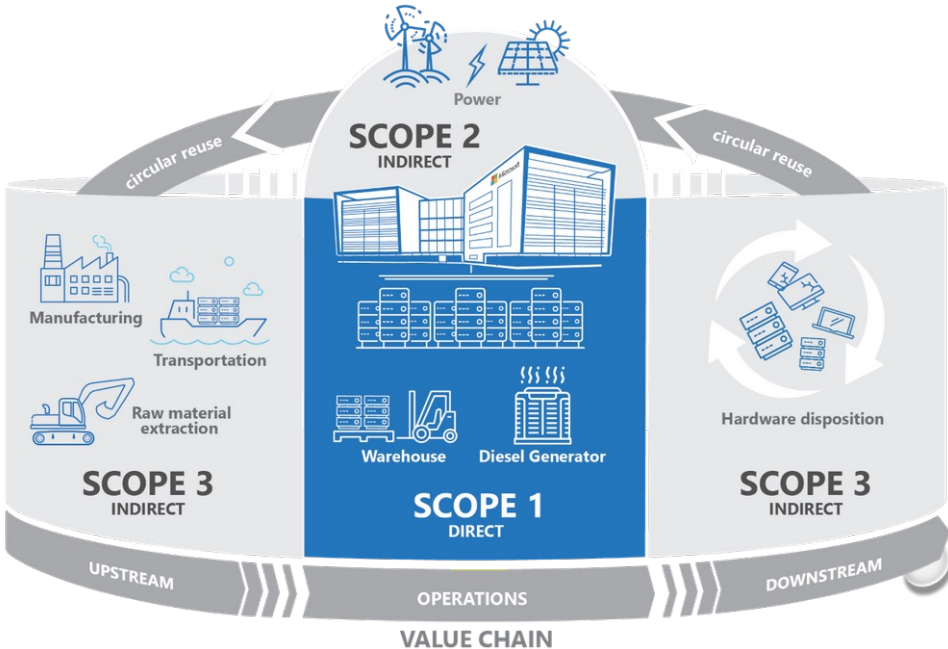 Power
SCOPE 2
INDIRECT
circular reuse
circular reuse
Microsoft
Manufacturing
Transportation
Raw material
extraction
SCOPE 3
INDIRECT
Warehouse
Diesel Generator
SCOPE 1
DIRECT
Hardware disposition
SCOPE 3
INDIRECT
UPSTREAM
OPERATIONS
DOWNSTREAM
VALUE CHAIN